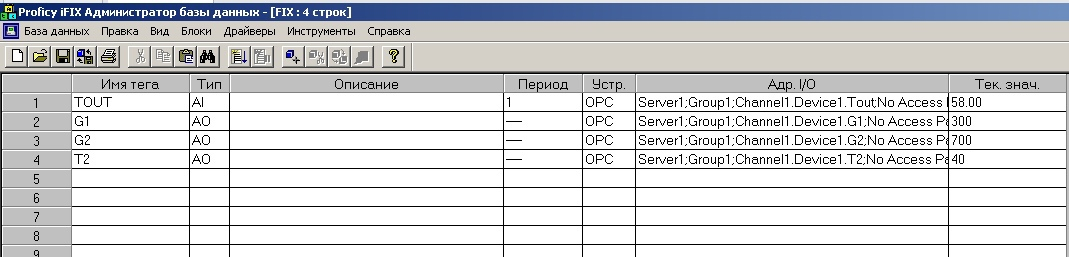 Proficy iFIX Администратор базы данных - [FIX : 4 строк]
База данных Правка Вид Блоки Драйверы Инструменты Справка
Имя тега Тип Описание Период Устр. Адр. I/O Тек. знач.
1 TOUT AI 1 OPC Server1;Group1;Channel1.Device1.Tout;No Access 58.00
2 G1 AO — OPC Server1;Group1;Channel1.Device1.G1;No Access Pa 300
3 G2 AO — OPC Server1;Group1;Channel1.Device1.G2;No Access Pa 700
4 T2 AO — OPC Server1;Group1;Channel1.Device1.T2;No Access Pa 40
5
6
7
8
9